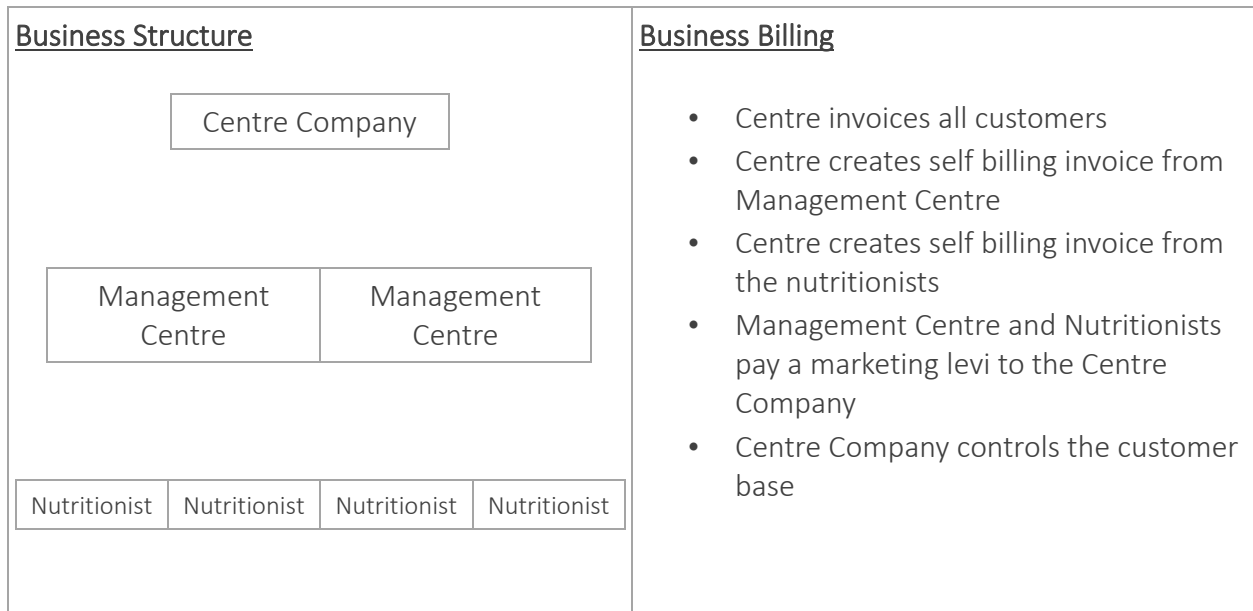 Business Structure
Centre Company
Management
Centre
Management
Centre
Nutritionist
Nutritionist
Nutritionist
Nutritionist
Business Billing
• Centre invoices all customers
• Centre creates self billing invoice from
Management Centre
• Centre creates self billing invoice from
the nutritionists
• Management Centre and Nutritionists
pay a marketing levi to the Centre
Company
• Centre Company controls the customer
base